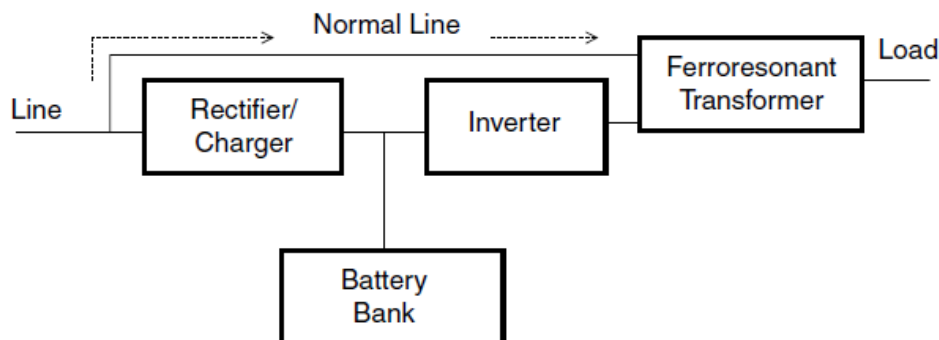 Normal Line
Load
Line
Rectifier/
Charger
Inverter
Ferroresonant
Transformer
Battery
Bank